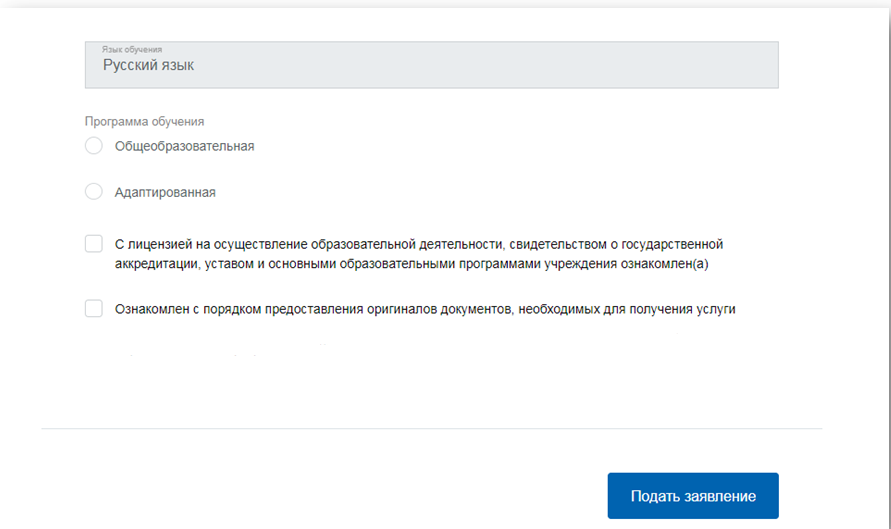 Язык обучения
Русский язык
Программа обучения
Общеобразовательная
Адаптированная
С лицензией на осуществление образовательной деятельности, свидетельством о государственной
аккредитации, уставом и основными образовательными программами учреждения ознакомлен(а)
Ознакомлен с порядком предоставления оригиналов документов, необходимых для получения услуги
Подать заявление